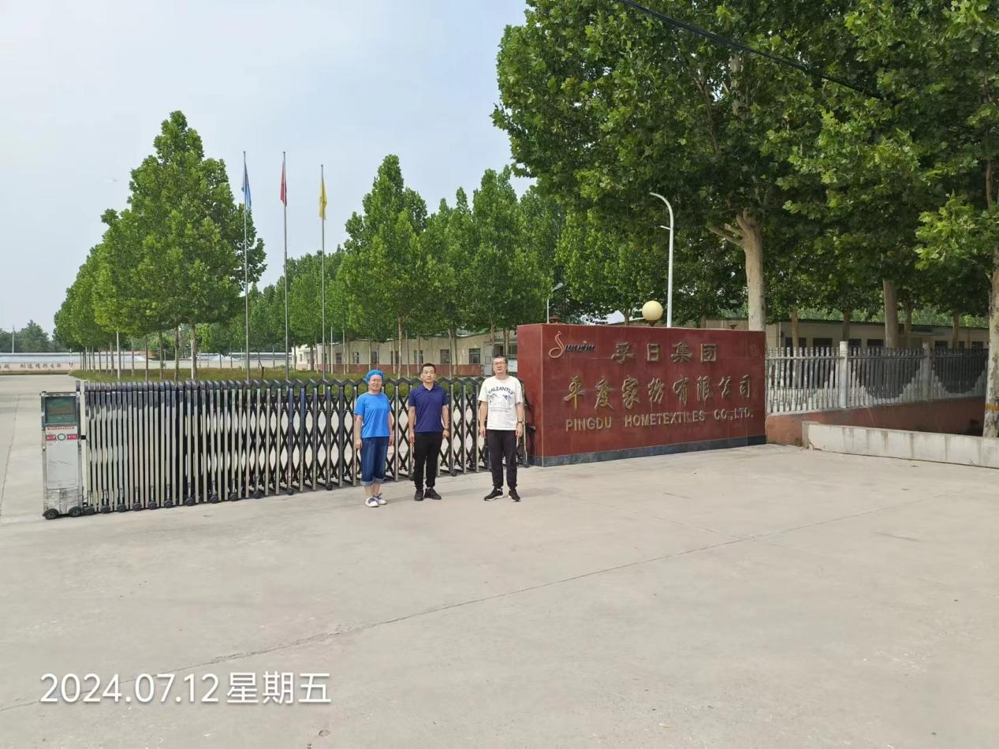 Sunvim 孚日集团
平度家纺有限公司
PINGDU HOMETEXTILES CO.,LTD.
VALZANTLY
2024.07.12 星期五